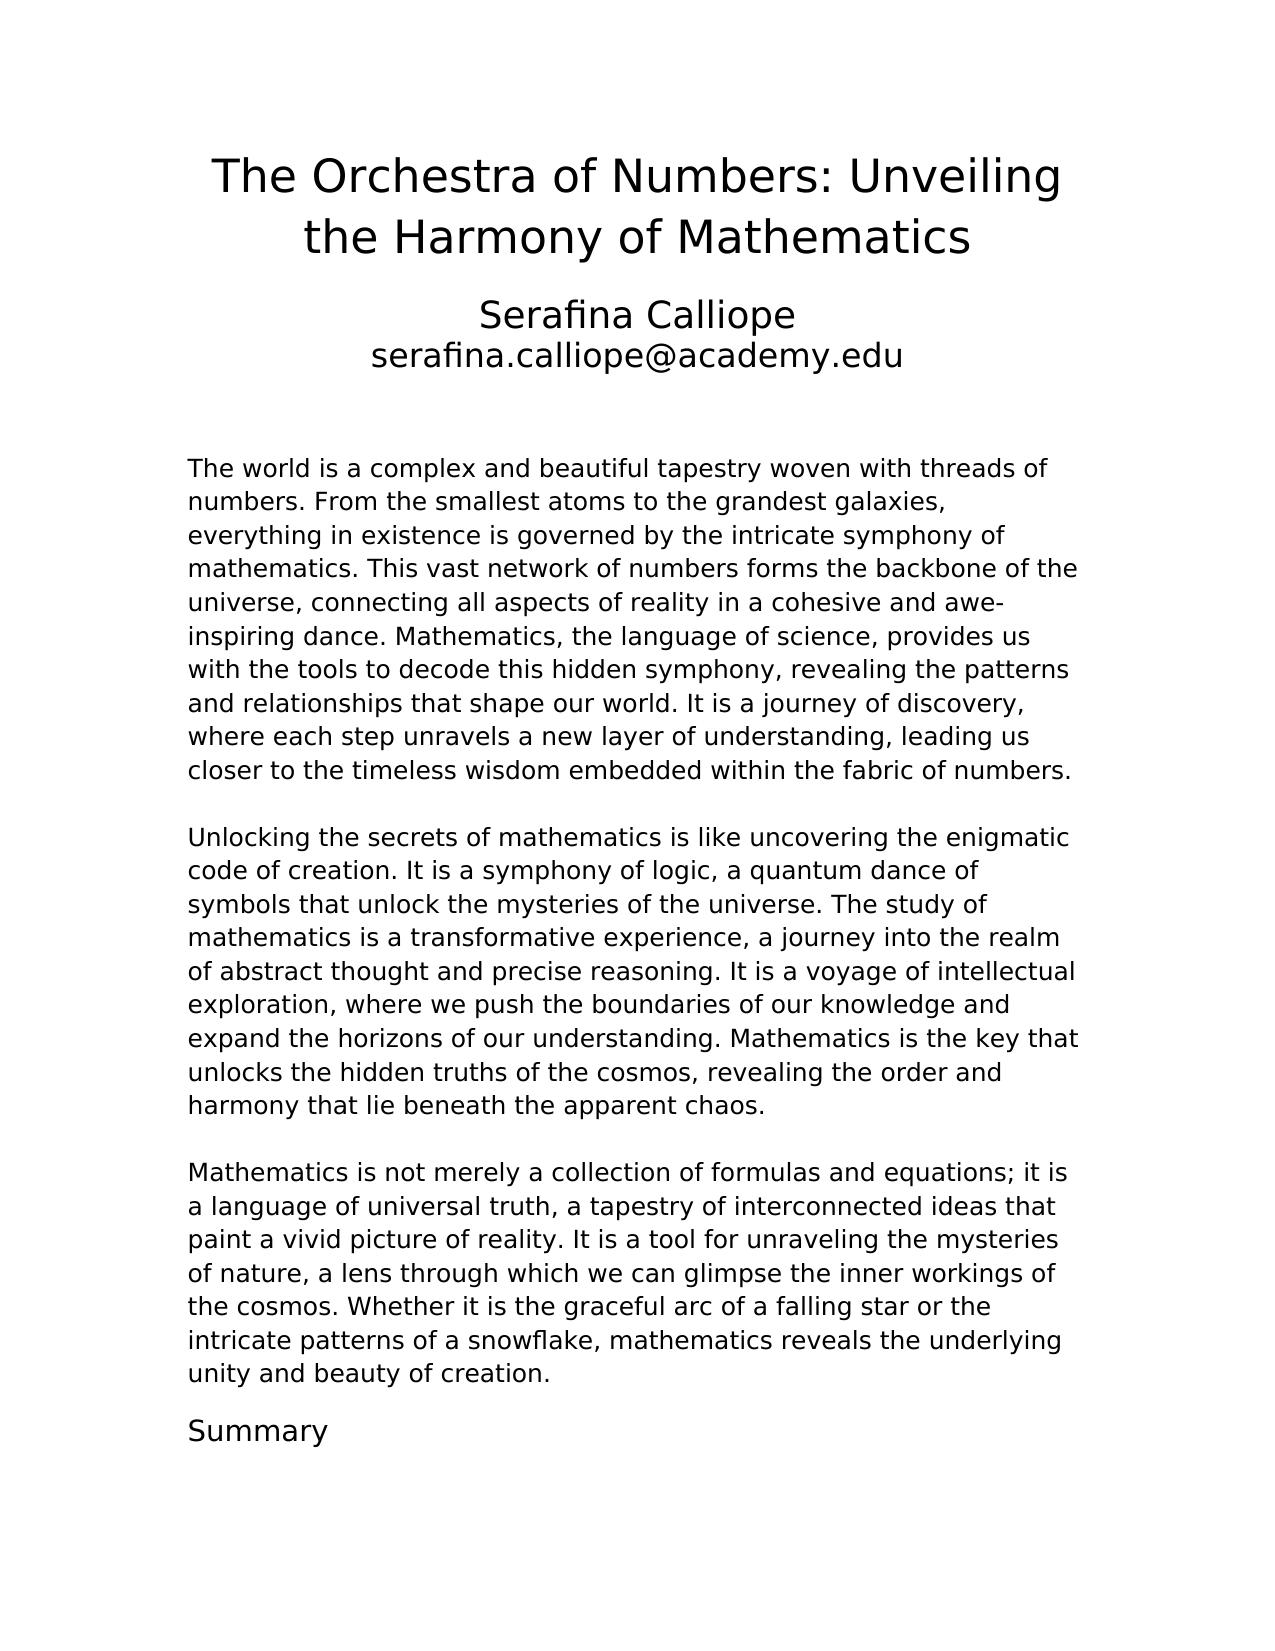 The Orchestra of Numbers: Unveiling
the Harmony of Mathematics
Serafina Calliope
serafina.calliope@academy.edu
The world is a complex and beautiful tapestry woven with threads of
numbers. From the smallest atoms to the grandest galaxies,
everything in existence is governed by the intricate symphony of
mathematics. This vast network of numbers forms the backbone of the
universe, connecting all aspects of reality in a cohesive and awe-
inspiring dance. Mathematics, the language of science, provides us
with the tools to decode this hidden symphony, revealing the patterns
and relationships that shape our world. It is a journey of discovery,
where each step unravels a new layer of understanding, leading us
closer to the timeless wisdom embedded within the fabric of numbers.
Unlocking the secrets of mathematics is like uncovering the enigmatic
code of creation. It is a symphony of logic, a quantum dance of
symbols that unlock the mysteries of the universe. The study of
mathematics is a transformative experience, a journey into the realm
of abstract thought and precise reasoning. It is a voyage of intellectual
exploration, where we push the boundaries of our knowledge and
expand the horizons of our understanding. Mathematics is the key that
unlocks the hidden truths of the cosmos, revealing the order and
harmony that lie beneath the apparent chaos.
Mathematics is not merely a collection of formulas and equations; it is
a language of universal truth, a tapestry of interconnected ideas that
paint a vivid picture of reality. It is a tool for unraveling the mysteries
of nature, a lens through which we can glimpse the inner workings of
the cosmos. Whether it is the graceful arc of a falling star or the
intricate patterns of a snowflake, mathematics reveals the underlying
unity and beauty of creation.
Summary